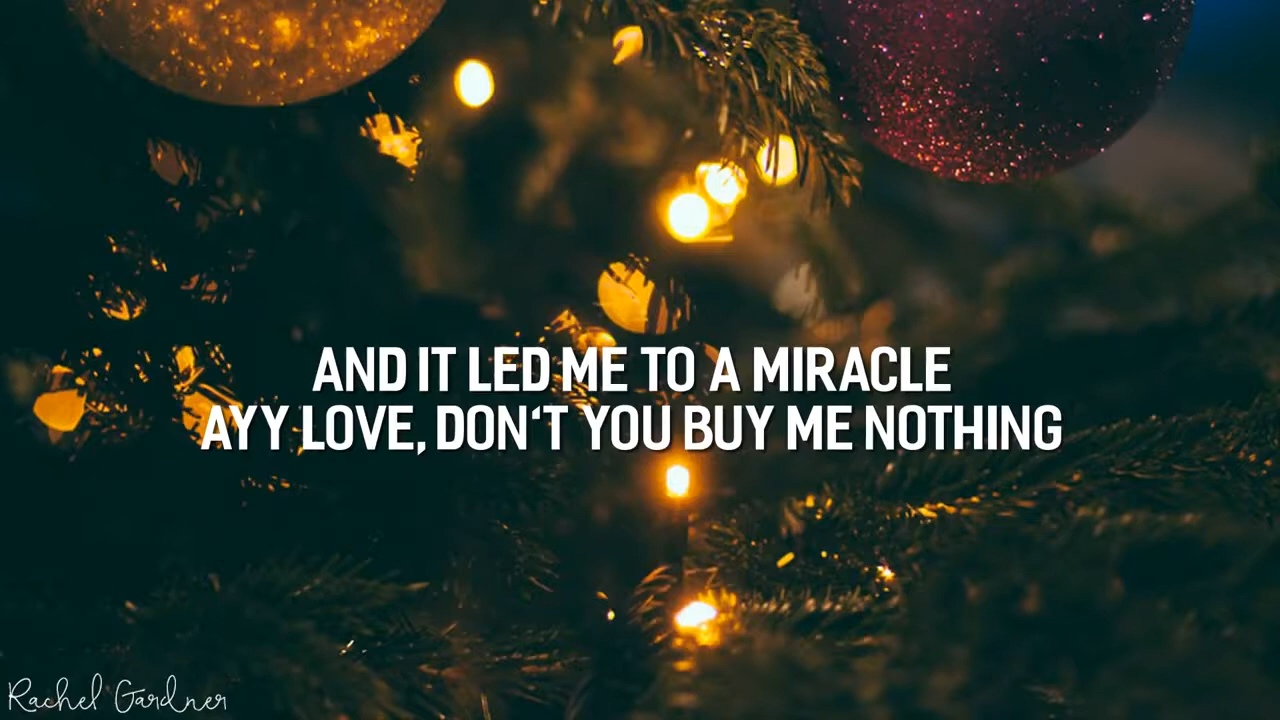 AND IT LED ME TO A MIRACLE
AYY LOVE, DON‘T YOU BUY ME NOTHING
Rachel Gardner